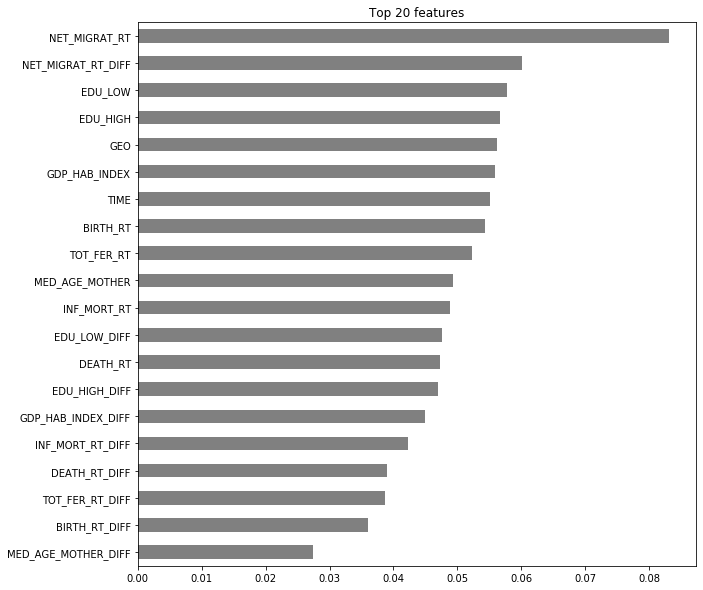 Top 20 features
NET_MIGRAT_RT
NET_MIGRAT_RT_DIFF
EDU_LOW
EDU_HIGH
GEO
GDP_HAB_INDEX
TIME
BIRTH_RT
TOT_FER_RT
MED_AGE_MOTHER
INF_MORT_RT
EDU_LOW_DIFF
DEATH_RT
EDU_HIGH_DIFF
GDP_HAB_INDEX_DIFF
INF_MORT_RT_DIFF
DEATH_RT_DIFF
TOT_FER_RT_DIFF
BIRTH_RT_DIFF
MED_AGE_MOTHER_DIFF
0.00 0.01 0.02 0.03 0.04 0.05 0.06 0.07 0.08